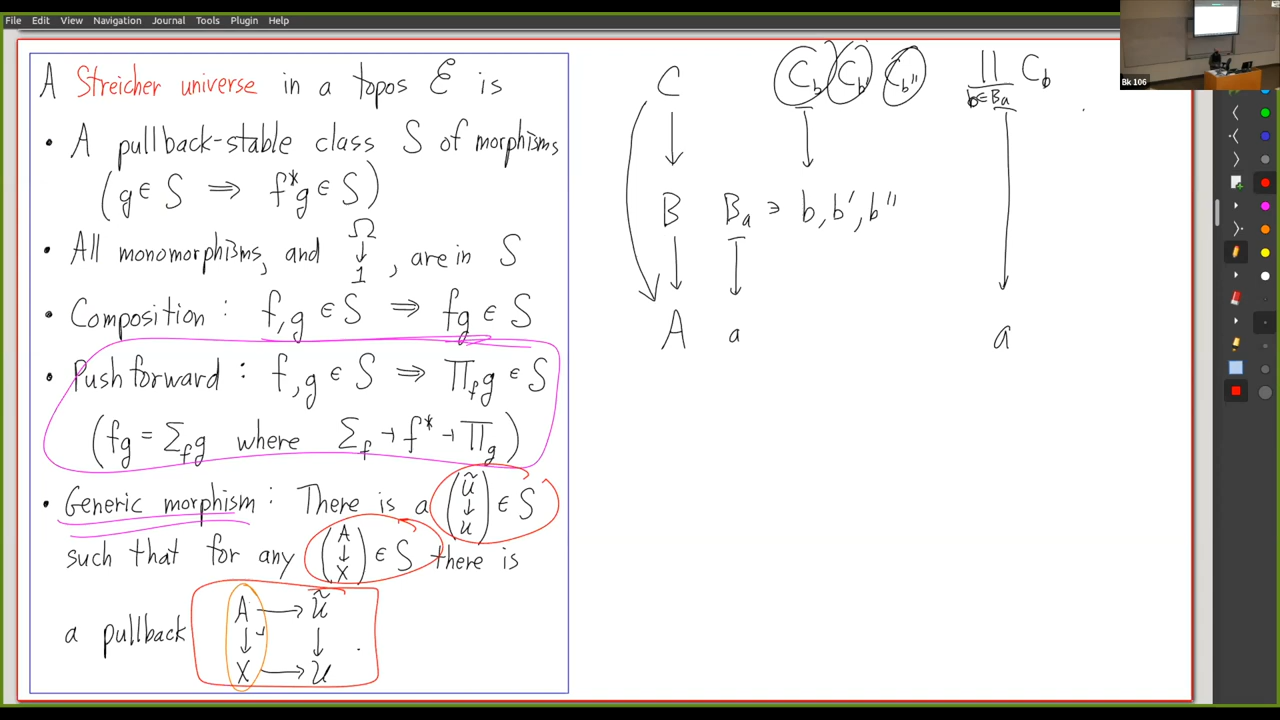 File Edit View Navigation Journal Tools Plugin Help
A Streicher universe in a topos ℰ is
• A pullback-stable class S of morphisms
(g ∈ S ⟹ f*g ∈ S)
• All monomorphisms, and Ω ↓ 1, are in S
• Composition : f,g ∈ S ⟹ fg ∈ S
• Pushforward : f,g ∈ S ⟹ Π_f g ∈ S
(fg = Σ_f g where Σ_f ⊣ f* ⊣ Π_g)
• Generic morphism : There is a (Ũ ↓ U) ∈ S
such that for any (A ↓ X) ∈ S there is
a pullback
A → Ũ
↓ ⌟ ↓
X → U .
C C_b C_b' C_b'' ∏_{b∈B_a} C_b
B B_a ∋ b, b', b''
A a a
Bk 106